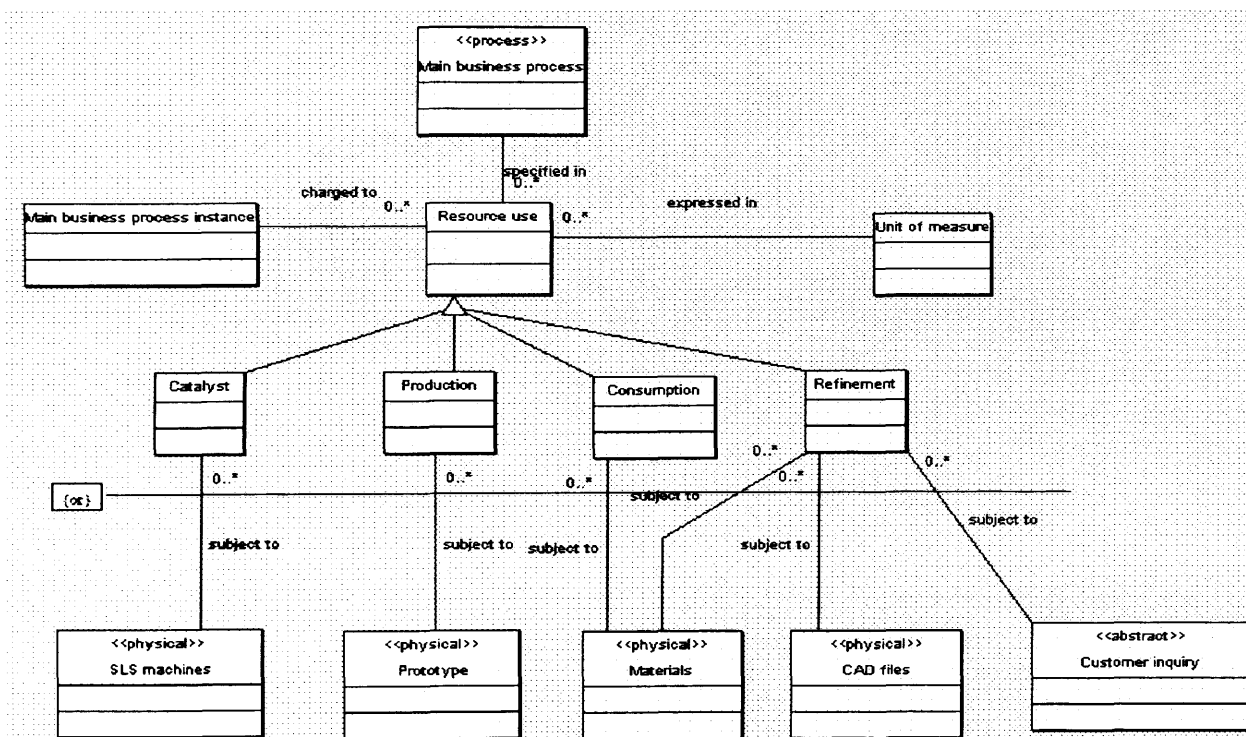 <<process>>
Main business process
specified in
0..*
charged to
0..*
Main business process instance
Resource use
0..*
expressed in
Unit of measure
Catalyst
Production
Consumption
Refinement
0..*
0..*
0..*
subject to
0..*
0..*
0..*
{or}
subject to
subject to
subject to
subject to
subject to
<<physical>>
SLS machines
<<physical>>
Prototype
<<physical>>
Materials
<<physical>>
CAD files
<<abstract>>
Customer inquiry